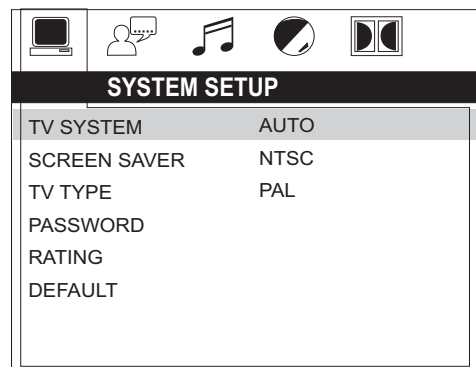 SYSTEM SETUP
TV SYSTEM AUTO
SCREEN SAVER NTSC
TV TYPE PAL
PASSWORD
RATING
DEFAULT